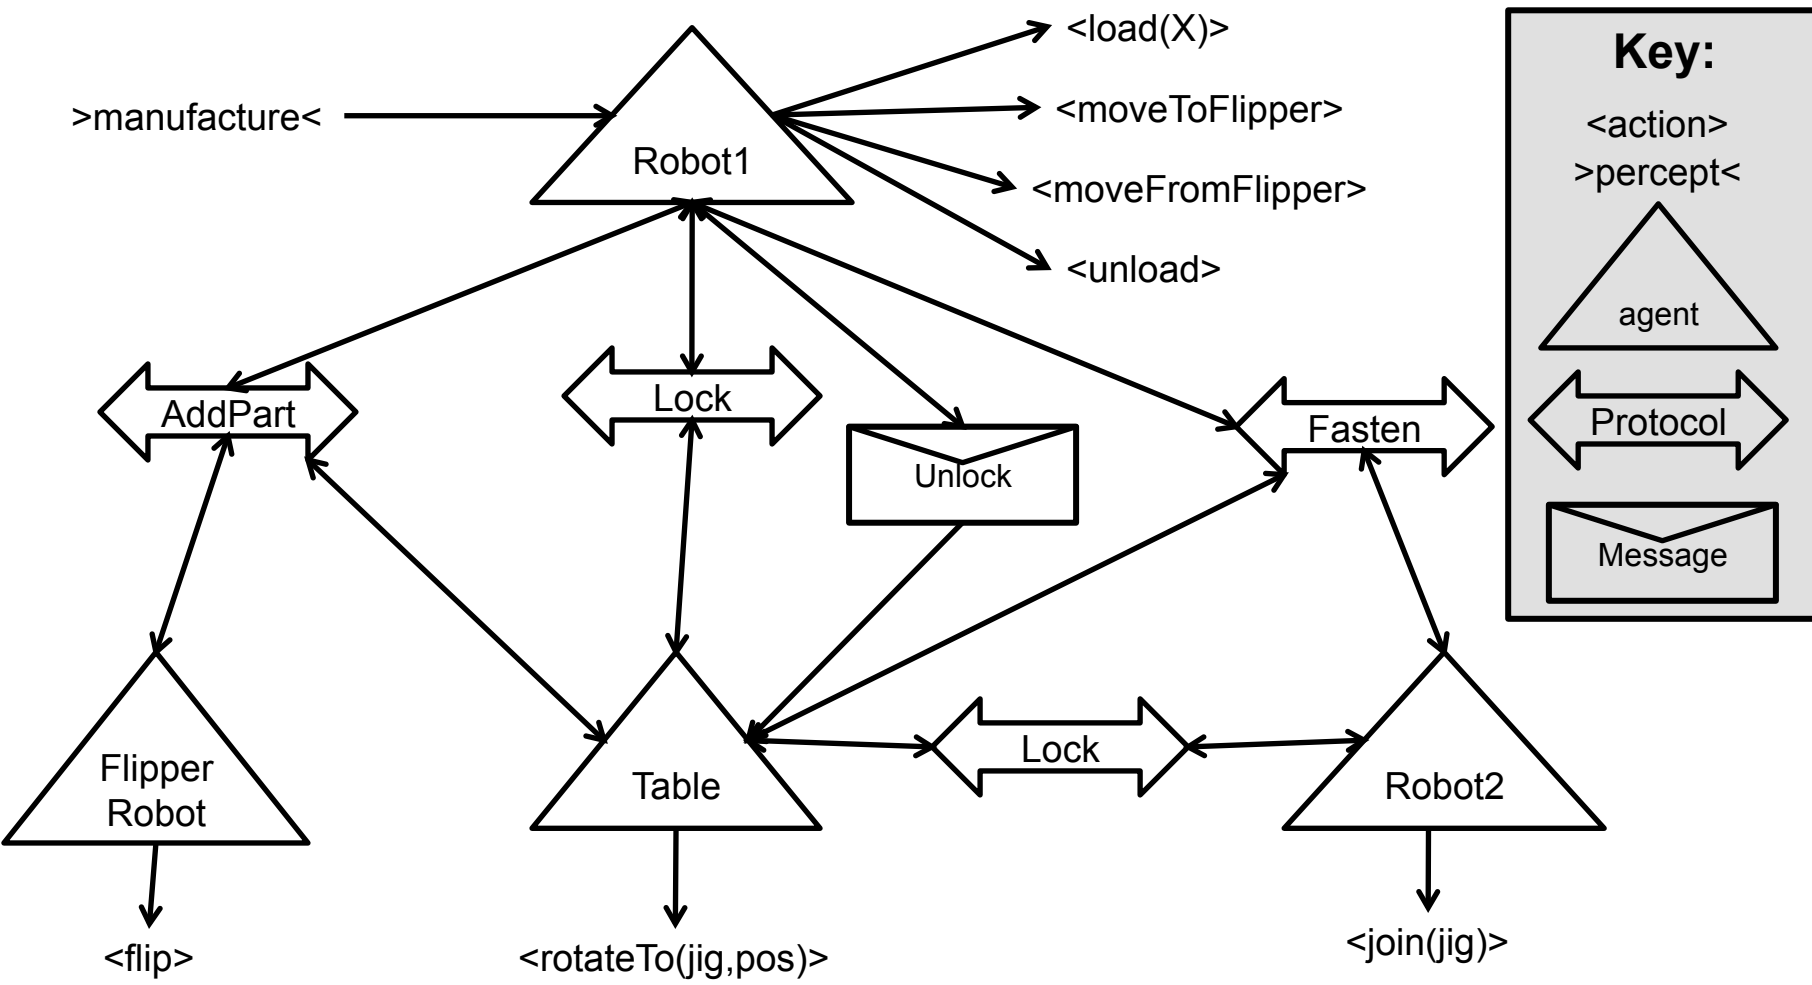 <load(X)>
>manufacture<
<moveToFlipper>
Robot1
<moveFromFlipper>
<unload>
Key:
<action>
>percept<
agent
Protocol
Message
AddPart
Lock
Unlock
Fasten
Flipper
Robot
Table
Lock
Robot2
<flip>
<rotateTo(jig,pos)>
<join(jig)>